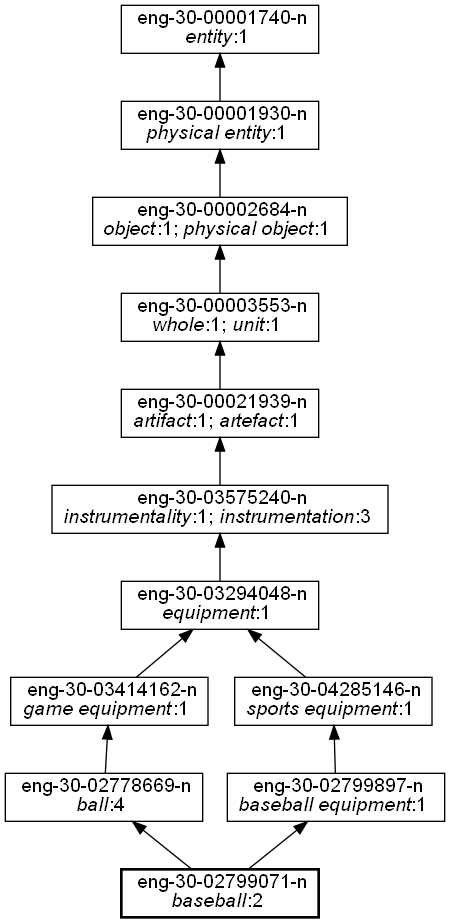 eng-30-00001740-n
entity:1
eng-30-00001930-n
physical entity:1
eng-30-00002684-n
object:1; physical object:1
eng-30-00003553-n
whole:1; unit:1
eng-30-00021939-n
artifact:1; artefact:1
eng-30-03575240-n
instrumentality:1; instrumentation:3
eng-30-03294048-n
equipment:1
eng-30-03414162-n
game equipment:1
eng-30-04285146-n
sports equipment:1
eng-30-02778669-n
ball:4
eng-30-02799897-n
baseball equipment:1
eng-30-02799071-n
baseball:2